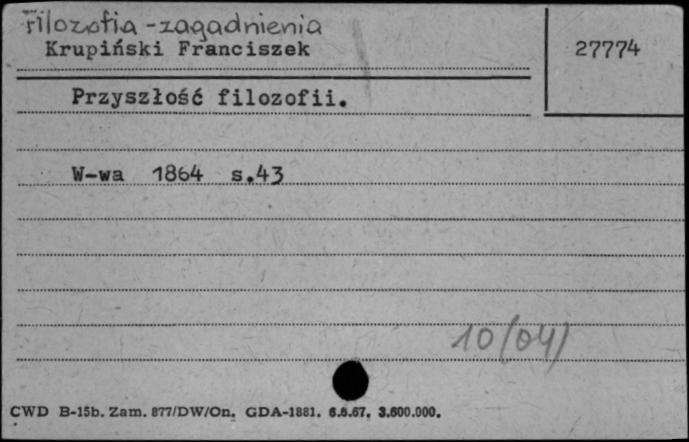 filozofia - zagadnienia
Krupiński Franciszek
27774
Przyszłość filozofii.
W-wa 1864 s.43
10/04/
CWD B-15b. Zam. 877/DW/On. GDA-1881. 6.6.67. 3.600.000.